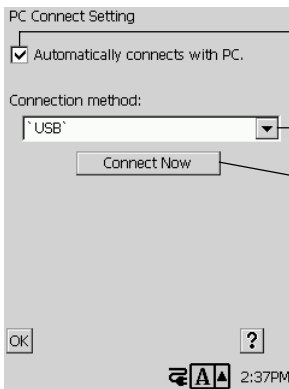 PC Connect Setting
Automatically connects with PC.
Connection method:
`USB`
Connect Now
OK
?
A 2:37PM